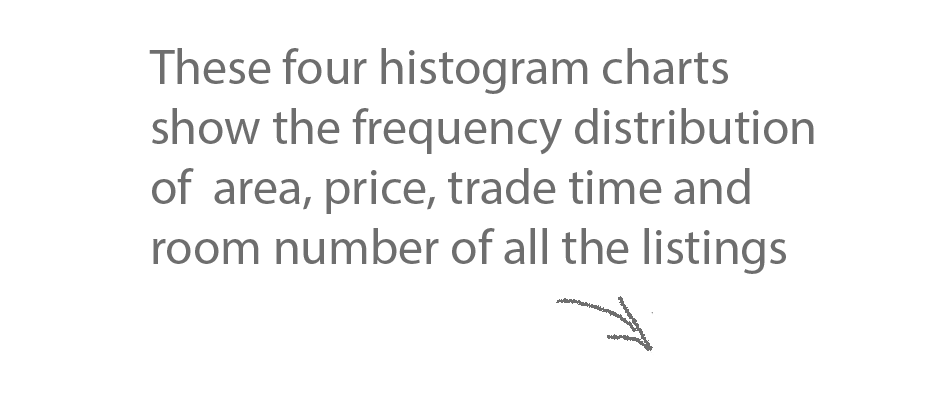 These four histogram charts
show the frequency distribution
of  area, price, trade time and
room number of all the listings